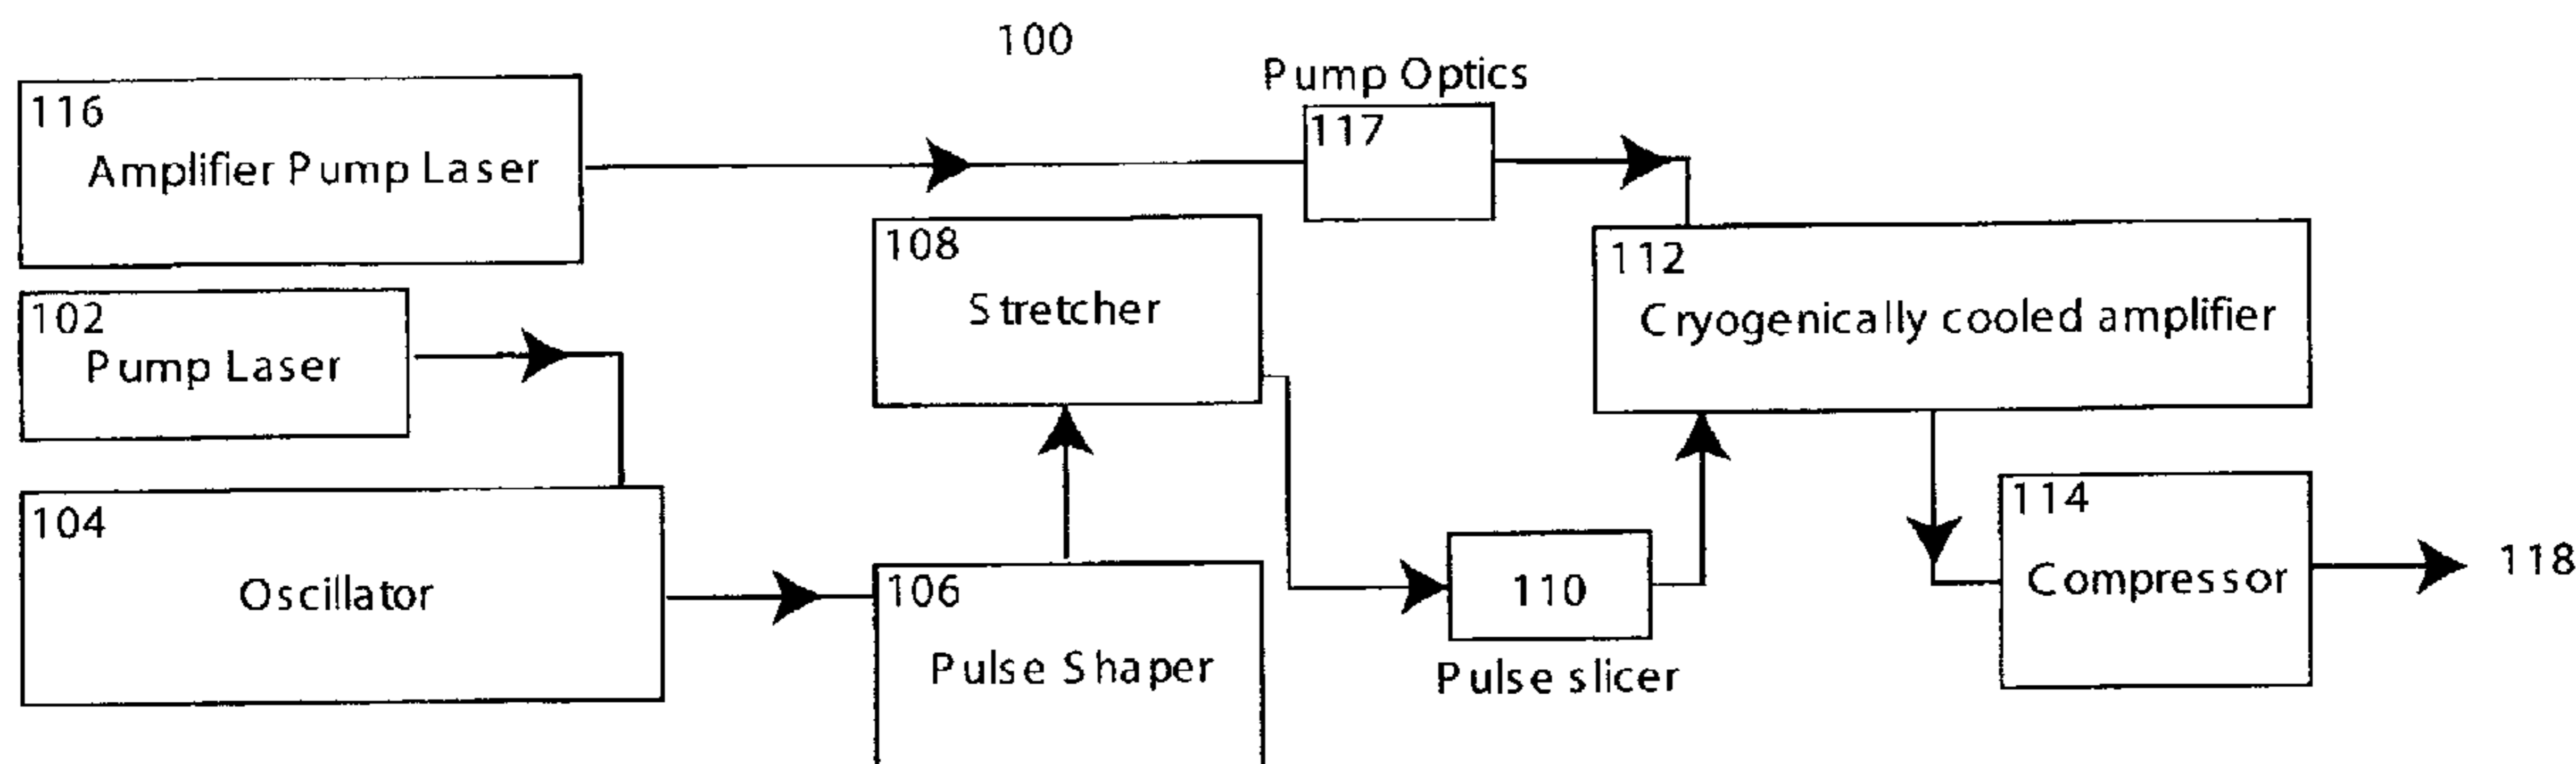 100
Pump Optics
116
Amplifier Pump Laser
117
108
Stretcher
112
Cryogenically cooled amplifier
102
Pump Laser
104
Oscillator
106
Pulse Shaper
110
Pulse slicer
114
Compressor
118